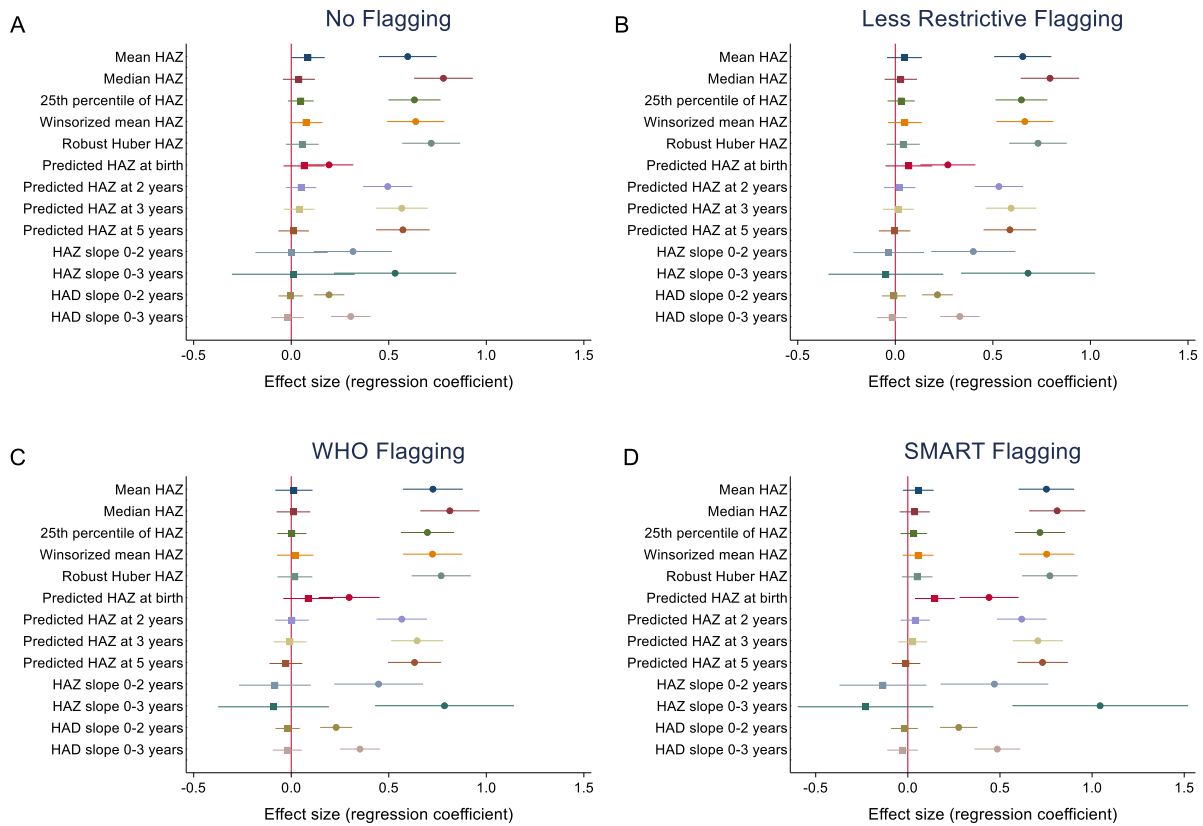 A
No Flagging
Mean HAZ
Median HAZ
25th percentile of HAZ
Winsorized mean HAZ
Robust Huber HAZ
Predicted HAZ at birth
Predicted HAZ at 2 years
Predicted HAZ at 3 years
Predicted HAZ at 5 years
HAZ slope 0-2 years
HAZ slope 0-3 years
HAD slope 0-2 years
HAD slope 0-3 years
-0.5 0.0 0.5 1.0 1.5
Effect size (regression coefficient)
B
Less Restrictive Flagging
Mean HAZ
Median HAZ
25th percentile of HAZ
Winsorized mean HAZ
Robust Huber HAZ
Predicted HAZ at birth
Predicted HAZ at 2 years
Predicted HAZ at 3 years
Predicted HAZ at 5 years
HAZ slope 0-2 years
HAZ slope 0-3 years
HAD slope 0-2 years
HAD slope 0-3 years
-0.5 0.0 0.5 1.0 1.5
Effect size (regression coefficient)
C
WHO Flagging
Mean HAZ
Median HAZ
25th percentile of HAZ
Winsorized mean HAZ
Robust Huber HAZ
Predicted HAZ at birth
Predicted HAZ at 2 years
Predicted HAZ at 3 years
Predicted HAZ at 5 years
HAZ slope 0-2 years
HAZ slope 0-3 years
HAD slope 0-2 years
HAD slope 0-3 years
-0.5 0.0 0.5 1.0 1.5
Effect size (regression coefficient)
D
SMART Flagging
Mean HAZ
Median HAZ
25th percentile of HAZ
Winsorized mean HAZ
Robust Huber HAZ
Predicted HAZ at birth
Predicted HAZ at 2 years
Predicted HAZ at 3 years
Predicted HAZ at 5 years
HAZ slope 0-2 years
HAZ slope 0-3 years
HAD slope 0-2 years
HAD slope 0-3 years
-0.5 0.0 0.5 1.0 1.5
Effect size (regression coefficient)